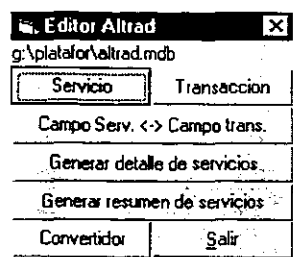 Editor Altrad
g:\platafor\altrad.mdb
Servicio Transaccion
Campo Serv. <-> Campo trans.
Generar detalle de servicios
Generar resumen de servicios
Convertidor Salir